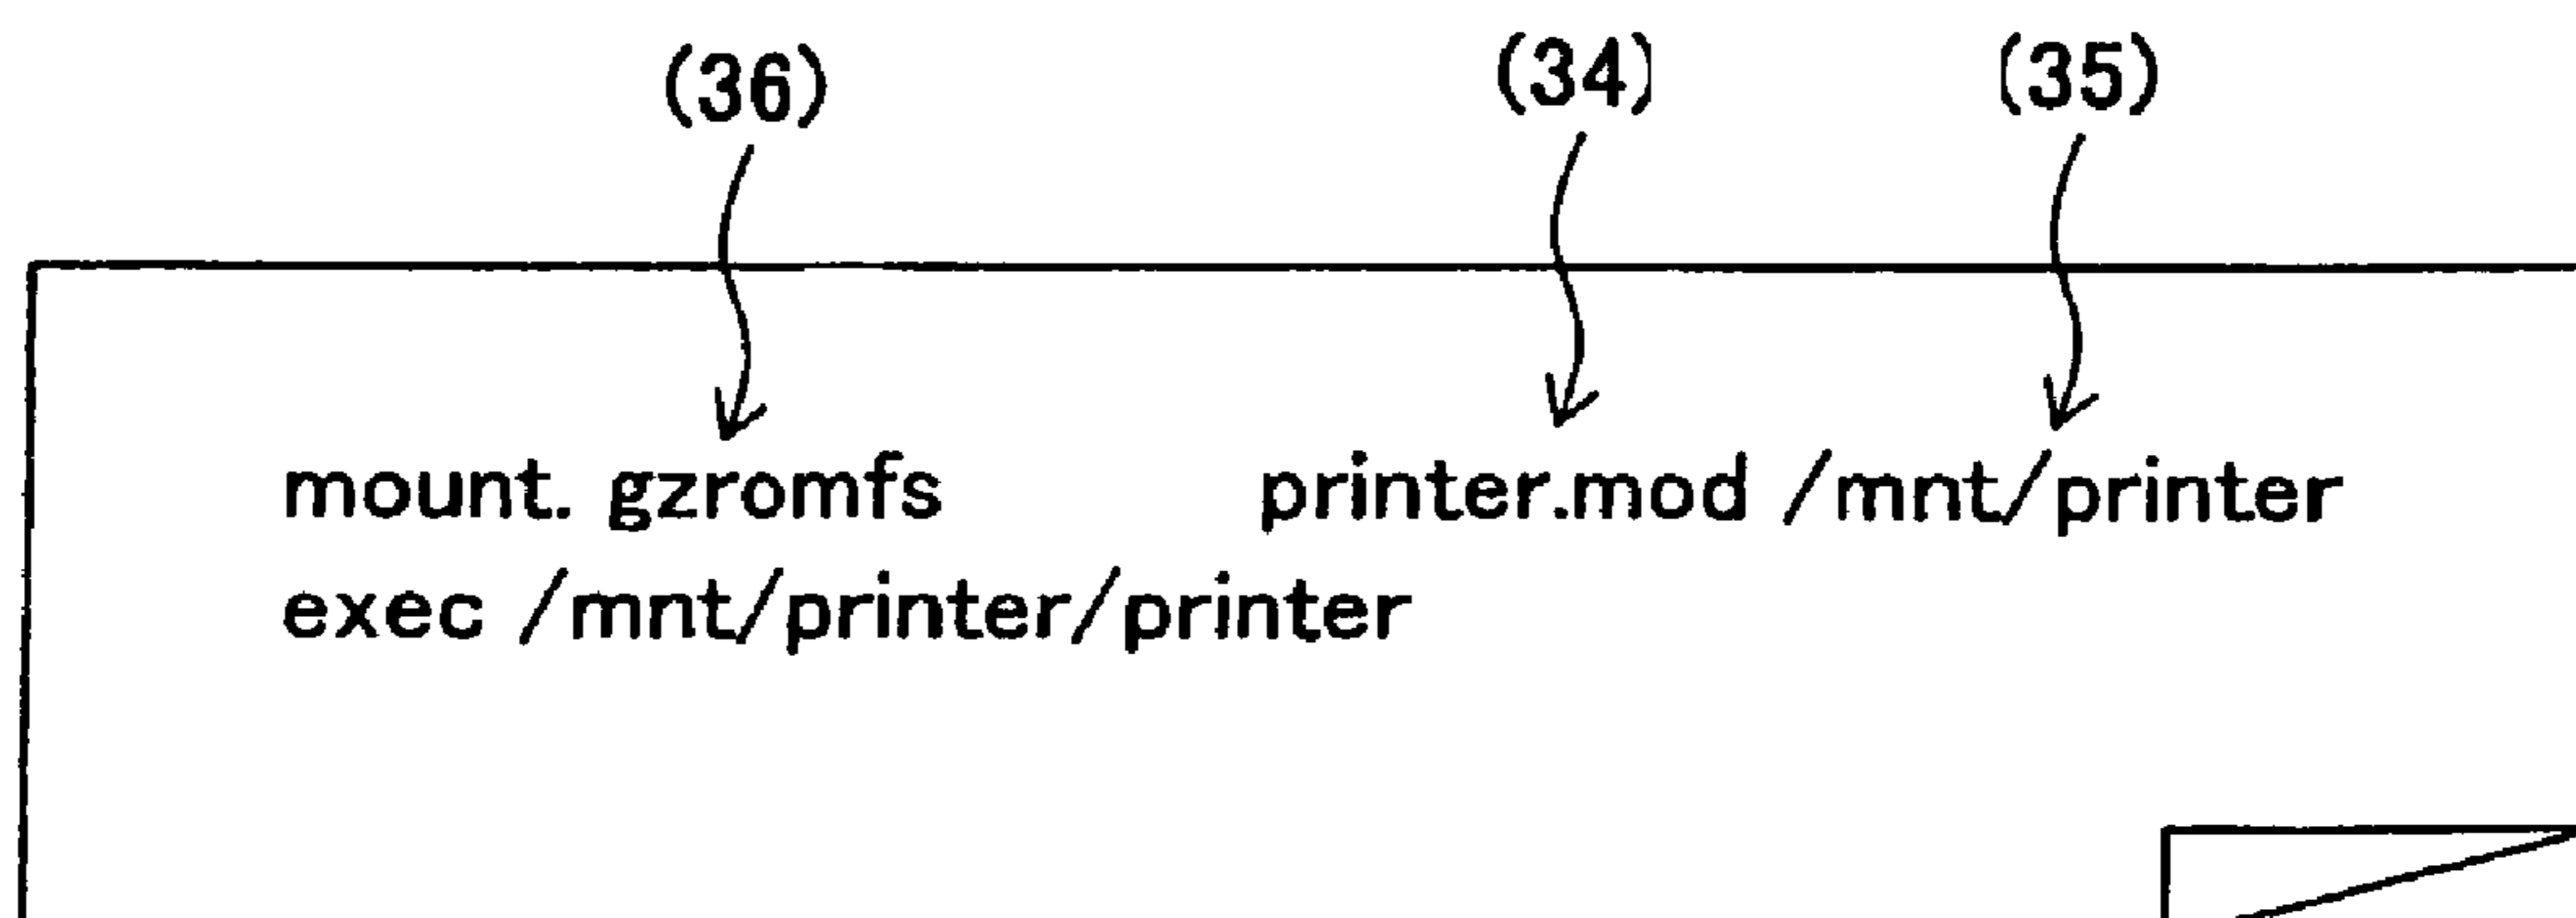 (36) (34) (35)
mount. gzromfs printer.mod /mnt/printer
exec /mnt/printer/printer